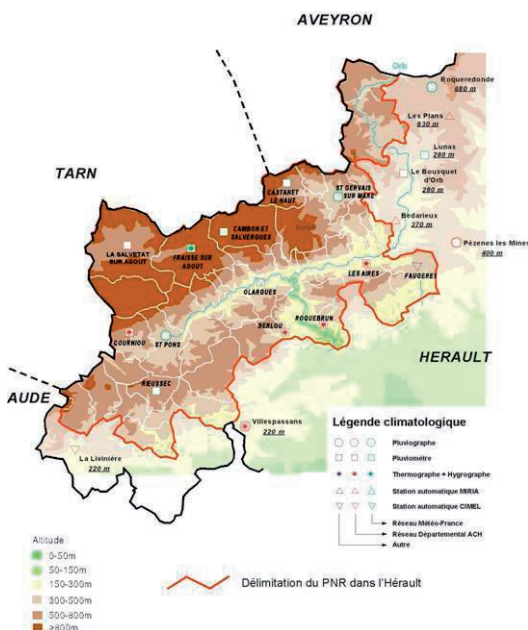 AVEYRON
Orb
Roqueredonde
680 m
Les Plans
830 m
TARN
Lunas
280 m
CASTANET
LE HAUT
ST GERVAIS
SUR MARE
Le Bousquet
d'Orb
280 m
CAMBON ET
SALVERGUES
Bédarieux
370 m
LA SALVETAT
SUR AGOUT
FRAISSE SUR
AGOUT
Pézènes les Mines
400 m
LES AIRES
FAUGERES
OLARGUES
BERLOU
ROQUEBRUN
COURNIOU
ST PONS
HERAULT
RIEUSSEC
AUDE
Villespassans
220 m
La Livinière
220 m
Légende climatologique
Pluviographe
Pluviomètre
Thermographe + Hygrographe
Station automatique MIRIA
Station automatique CIMEL
Réseau Météo-France
Réseau Départemental ACH
Autre
Altitude
0-50m
50-150m
150-300m
300-500m
500-800m
>800m
Délimitation du PNR dans l'Hérault